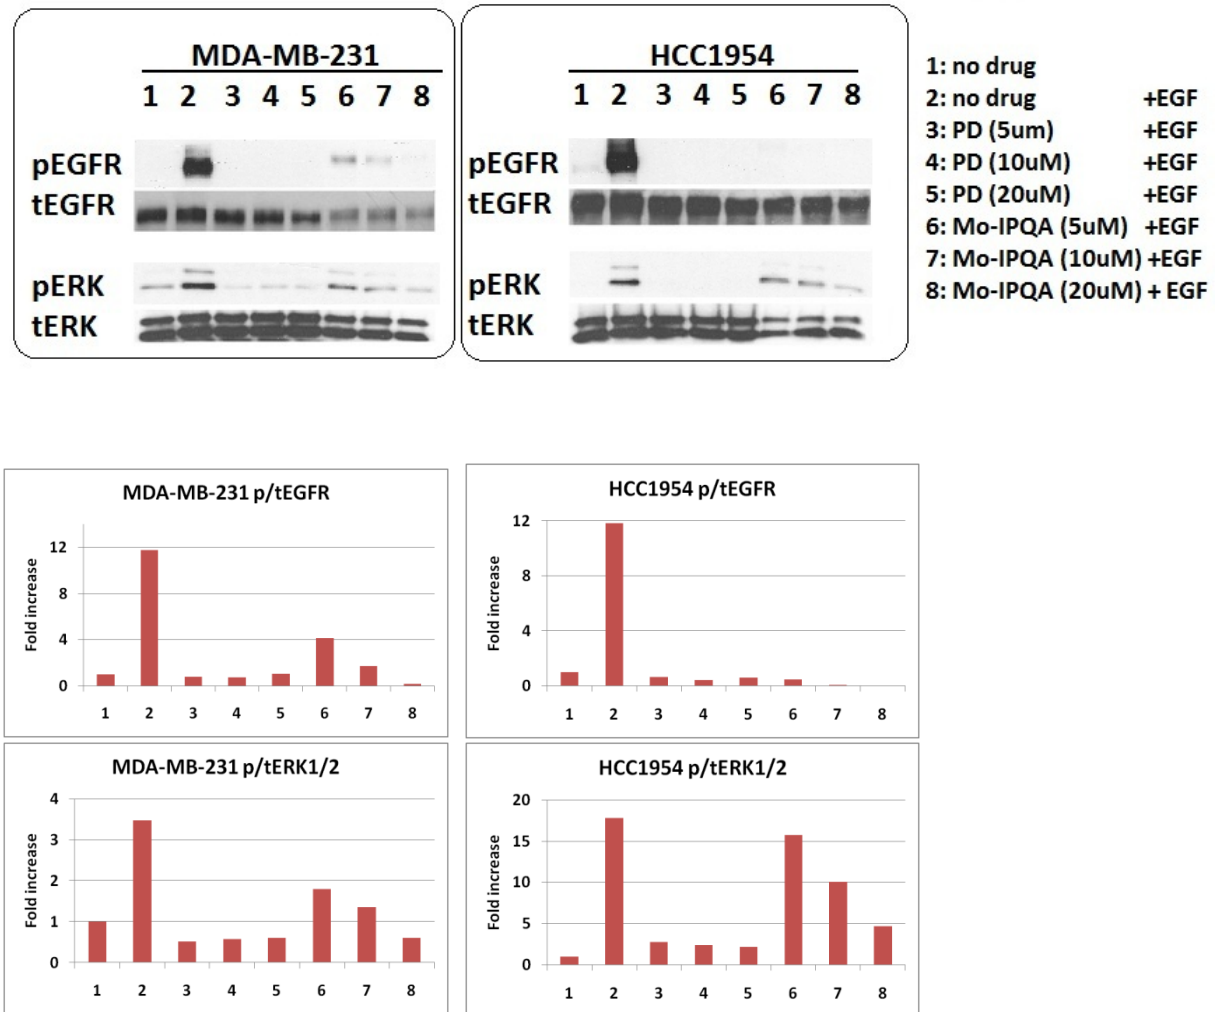 MDA-MB-231
1 2 3 4 5 6 7 8
pEGFR
tEGFR
pERK
tERK
HCC1954
1 2 3 4 5 6 7 8
pEGFR
tEGFR
pERK
tERK
1: no drug
2: no drug +EGF
3: PD (5um) +EGF
4: PD (10uM) +EGF
5: PD (20uM) +EGF
6: Mo-IPQA (5uM) +EGF
7: Mo-IPQA (10uM) +EGF
8: Mo-IPQA (20uM) + EGF
MDA-MB-231 p/tEGFR
Fold increase
12
8
4
0
1 2 3 4 5 6 7 8
HCC1954 p/tEGFR
Fold increase
12
8
4
0
1 2 3 4 5 6 7 8
MDA-MB-231 p/tERK1/2
Fold increase
4
3
2
1
0
1 2 3 4 5 6 7 8
HCC1954 p/tERK1/2
Fold increase
20
15
10
5
0
1 2 3 4 5 6 7 8